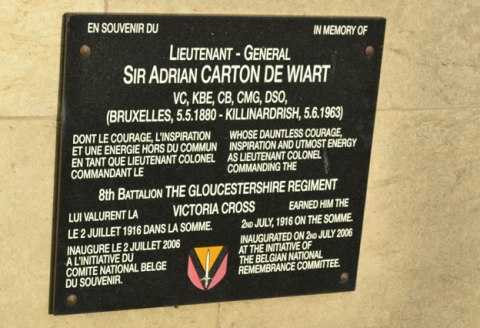 EN SOUVENIR DU
IN MEMORY OF
LIEUTENANT - GENERAL
SIR ADRIAN CARTON DE WIART
VC, KBE, CB, CMG, DSO,
(BRUXELLES, 5.5.1880 - KILLINARDRISH, 5.6.1963)
DONT LE COURAGE, L'INSPIRATION
ET UNE ENERGIE HORS DU COMMUN
EN TANT QUE LIEUTENANT COLONEL
COMMANDANT LE
WHOSE DAUNTLESS COURAGE,
INSPIRATION AND UTMOST ENERGY
AS LIEUTENANT COLONEL
COMMANDING THE
8th BATTALION THE GLOUCESTERSHIRE REGIMENT
LUI VALURENT LA
VICTORIA CROSS
EARNED HIM THE
LE 2 JUILLET 1916 DANS LA SOMME.
2ND JULY, 1916 ON THE SOMME.
INAUGURE LE 2 JUILLET 2006
A L'INITIATIVE DU
COMITE NATIONAL BELGE
DU SOUVENIR.
INAUGURATED ON 2ND JULY 2006
AT THE INITIATIVE OF
THE BELGIAN NATIONAL
REMEMBRANCE COMMITTEE.